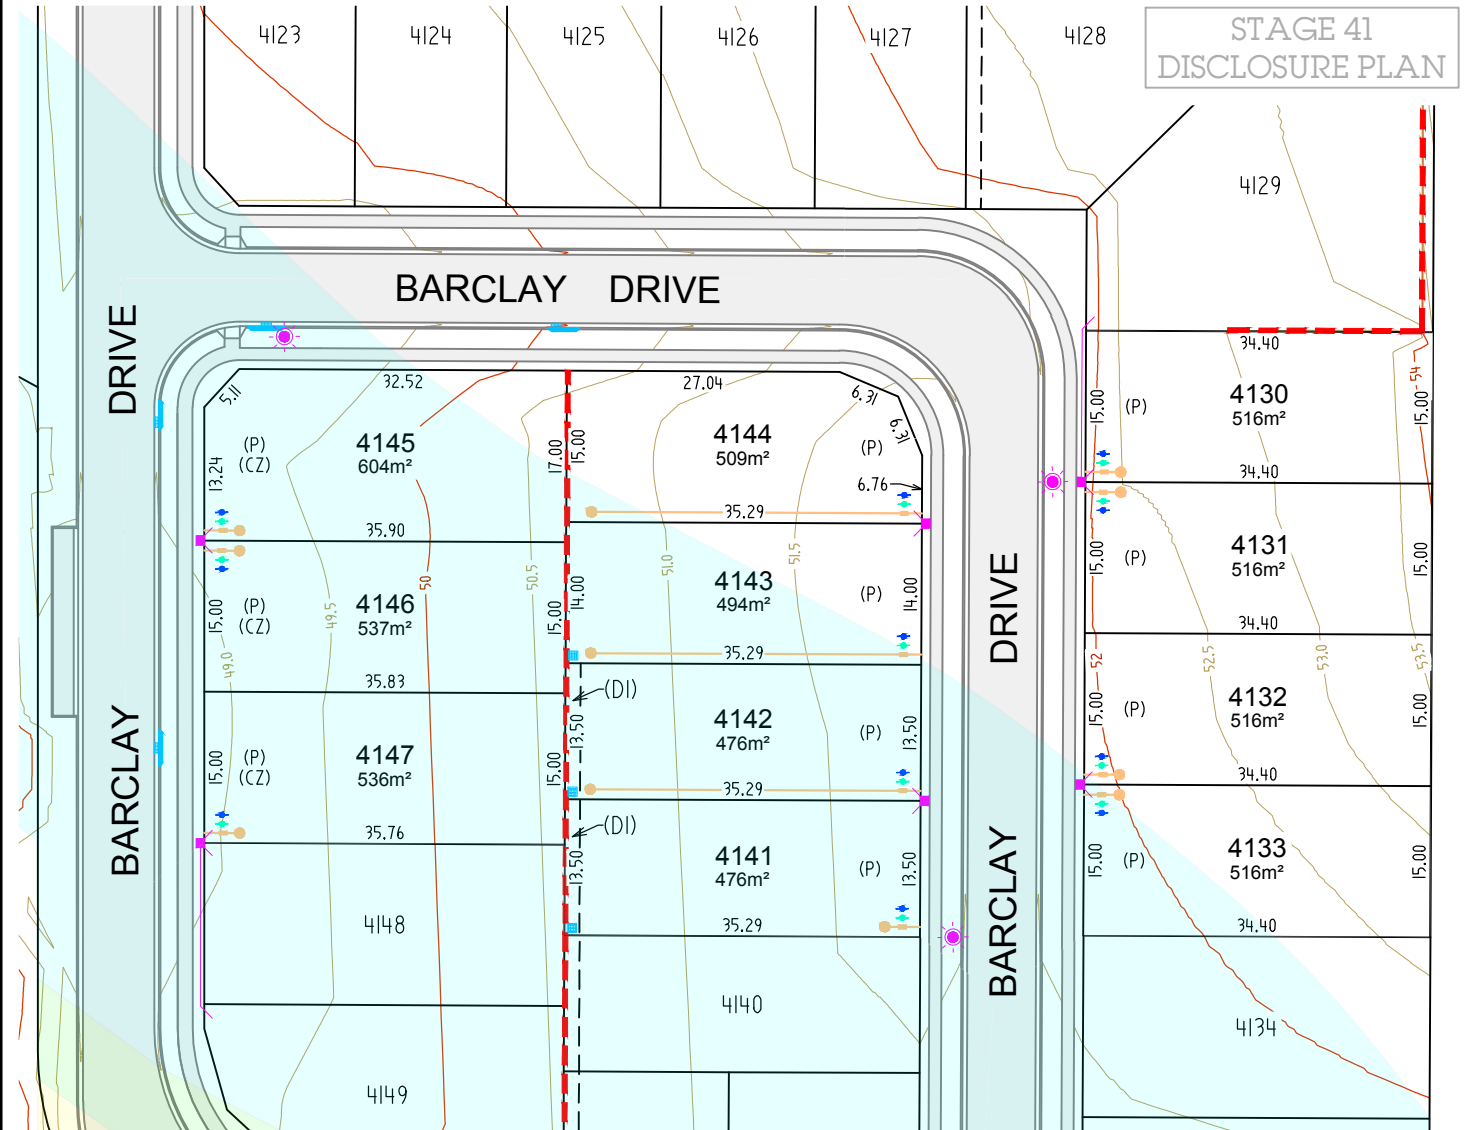 4123
4124
4125
4126
4127
4128
STAGE 41
DISCLOSURE PLAN
4129
BARCLAY DRIVE
DRIVE
BARCLAY
DRIVE
BARCLAY
5.11
32.52
27.04
6.31
6.31
6.76
34.40
4145
604m²
(P)
(CZ)
13.24
17.00
15.00
35.90
4144
509m²
(P)
35.29
4130
516m²
(P)
15.00
15.00
54
34.40
4146
537m²
(P)
(CZ)
15.00
15.00
35.83
4143
494m²
(P)
14.00
14.00
35.29
4131
516m²
(P)
15.00
15.00
34.40
49.0
49.5
50
50.5
51.0
51.5
52
52.5
53.0
53.5
4147
536m²
(P)
(CZ)
15.00
15.00
35.76
(DI)
4142
476m²
(P)
13.50
13.50
35.29
4132
516m²
(P)
15.00
15.00
34.40
(DI)
4141
476m²
(P)
13.50
13.50
35.29
4133
516m²
(P)
15.00
15.00
34.40
4148
4140
4134
4149